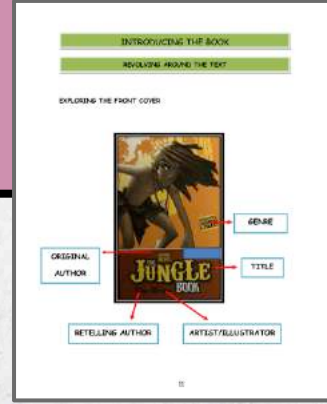 INTRODUCING THE BOOK
REVOLVING AROUND THE TEXT
EXPLORING THE FRONT COVER
GENRE
ORIGINAL
AUTHOR
THE
JUNGLE
BOOK
TITLE
RETELLING AUTHOR
ARTIST/ILLUSTRATOR